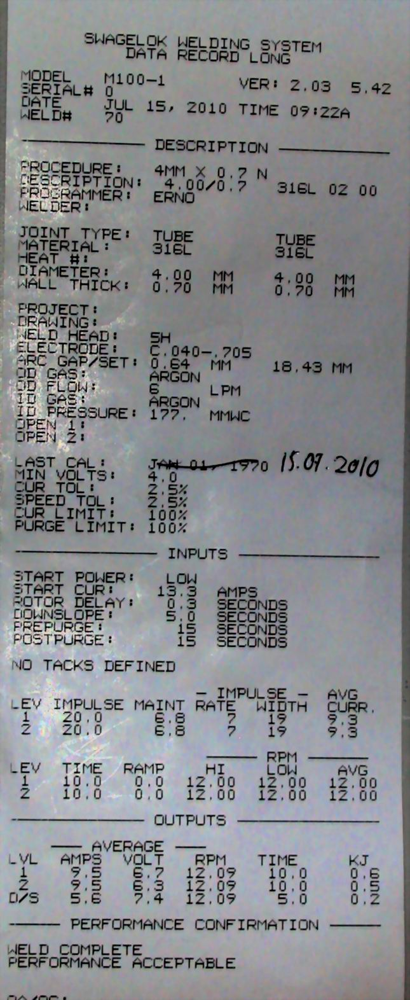 SWAGELOK WELDING SYSTEM
DATA RECORD LONG
MODEL M100-1 VER: 2.03 5.42
SERIAL# 0
DATE JUL 15, 2010 TIME 09:22A
WELD# 70
DESCRIPTION
PROCEDURE: 4MM X 0.7 N
DESCRIPTION: 4.00/0.7 316L 02 00
PROGRAMMER: ERNO
WELDER:
JOINT TYPE: TUBE TUBE
MATERIAL: 316L 316L
HEAT #:
DIAMETER: 4.00 MM 4.00 MM
WALL THICK: 0.70 MM 0.70 MM
PROJECT:
DRAWING:
WELD HEAD: 5H
ELECTRODE: C.040-.705
ARC GAP/SET: 0.64 MM 18.43 MM
OD GAS: ARGON
OD FLOW: 6 LPM
ID GAS: ARGON
ID PRESSURE: 177. MMWC
OPEN 1:
OPEN 2:
LAST CAL: JAN 01, 1970 15.07.2010
MIN VOLTS: 4.0
CUR TOL: 2.5%
SPEED TOL: 2.5%
CUR LIMIT: 100%
PURGE LIMIT: 100%
INPUTS
START POWER: LOW
START CUR: 13.3 AMPS
ROTOR DELAY: 0.3 SECONDS
DOWNSLOPE: 5.0 SECONDS
PREPURGE: 15 SECONDS
POSTPURGE: 15 SECONDS
NO TACKS DEFINED
- IMPULSE - AVG
LEV IMPULSE MAINT RATE WIDTH CURR.
1 20.0 6.8 7 19 9.3
2 20.0 6.8 7 19 9.3
RPM
LEV TIME RAMP HI LOW AVG
1 10.0 0.0 12.00 12.00 12.00
2 10.0 0.0 12.00 12.00 12.00
OUTPUTS
AVERAGE
LVL AMPS VOLT RPM TIME KJ
1 9.5 6.7 12.09 10.0 0.6
2 9.5 6.3 12.09 10.0 0.5
D/S 5.6 7.4 12.09 5.0 0.2
PERFORMANCE CONFIRMATION
WELD COMPLETE
PERFORMANCE ACCEPTABLE